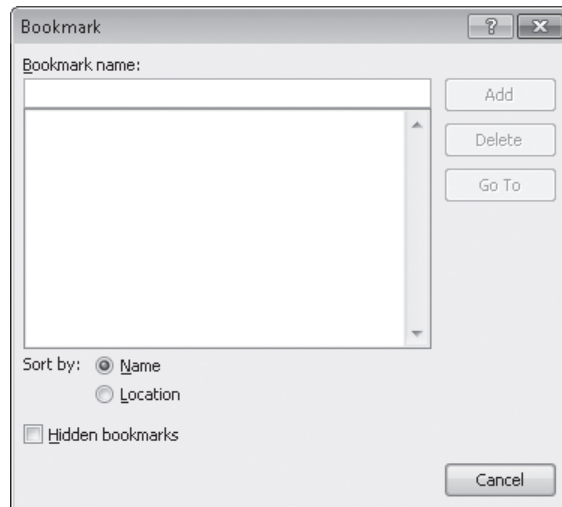 Bookmark
Bookmark name:
Add
Delete
Go To
Sort by: Name
Location
Hidden bookmarks
Cancel